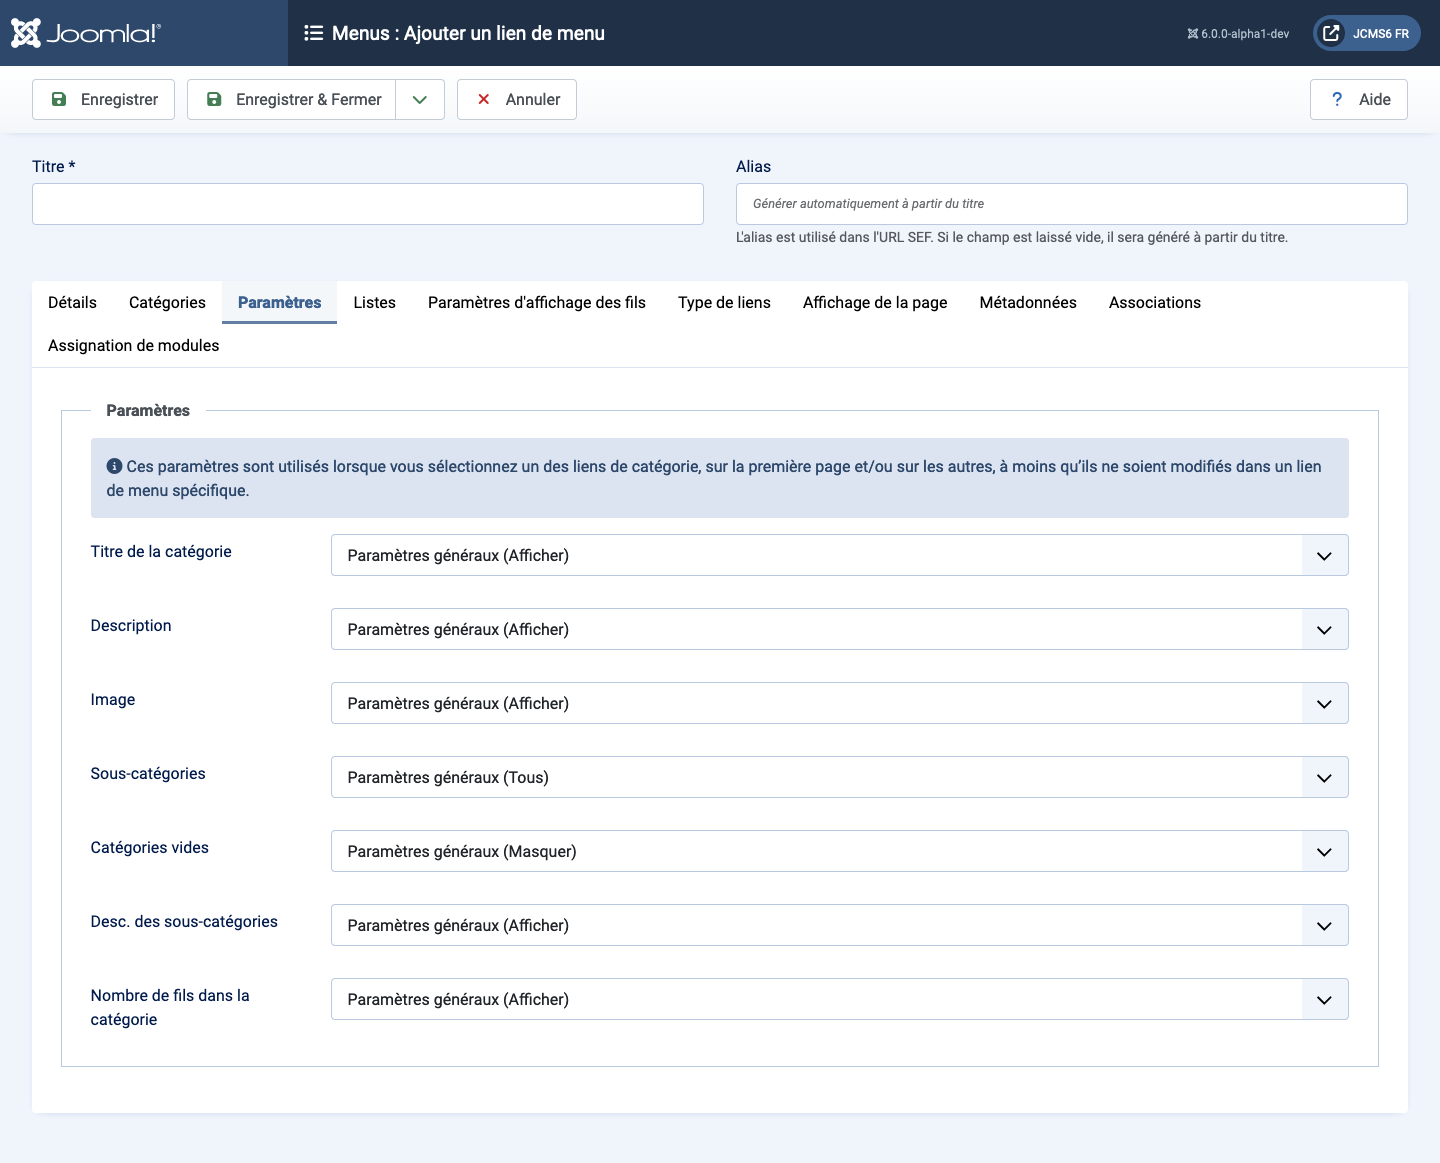 Joomla!®
Menus : Ajouter un lien de menu
6.0.0-alpha1-dev
JCMS6 FR
Enregistrer
Enregistrer & Fermer
Annuler
? Aide
Titre *
Alias
Générer automatiquement à partir du titre
L'alias est utilisé dans l'URL SEF. Si le champ est laissé vide, il sera généré à partir du titre.
Détails Catégories Paramètres Listes Paramètres d'affichage des fils Type de liens Affichage de la page Métadonnées Associations
Assignation de modules
Paramètres
Ces paramètres sont utilisés lorsque vous sélectionnez un des liens de catégorie, sur la première page et/ou sur les autres, à moins qu’ils ne soient modifiés dans un lien
de menu spécifique.
Titre de la catégorie
Paramètres généraux (Afficher)
Description
Paramètres généraux (Afficher)
Image
Paramètres généraux (Afficher)
Sous-catégories
Paramètres généraux (Tous)
Catégories vides
Paramètres généraux (Masquer)
Desc. des sous-catégories
Paramètres généraux (Afficher)
Nombre de fils dans la
catégorie
Paramètres généraux (Afficher)